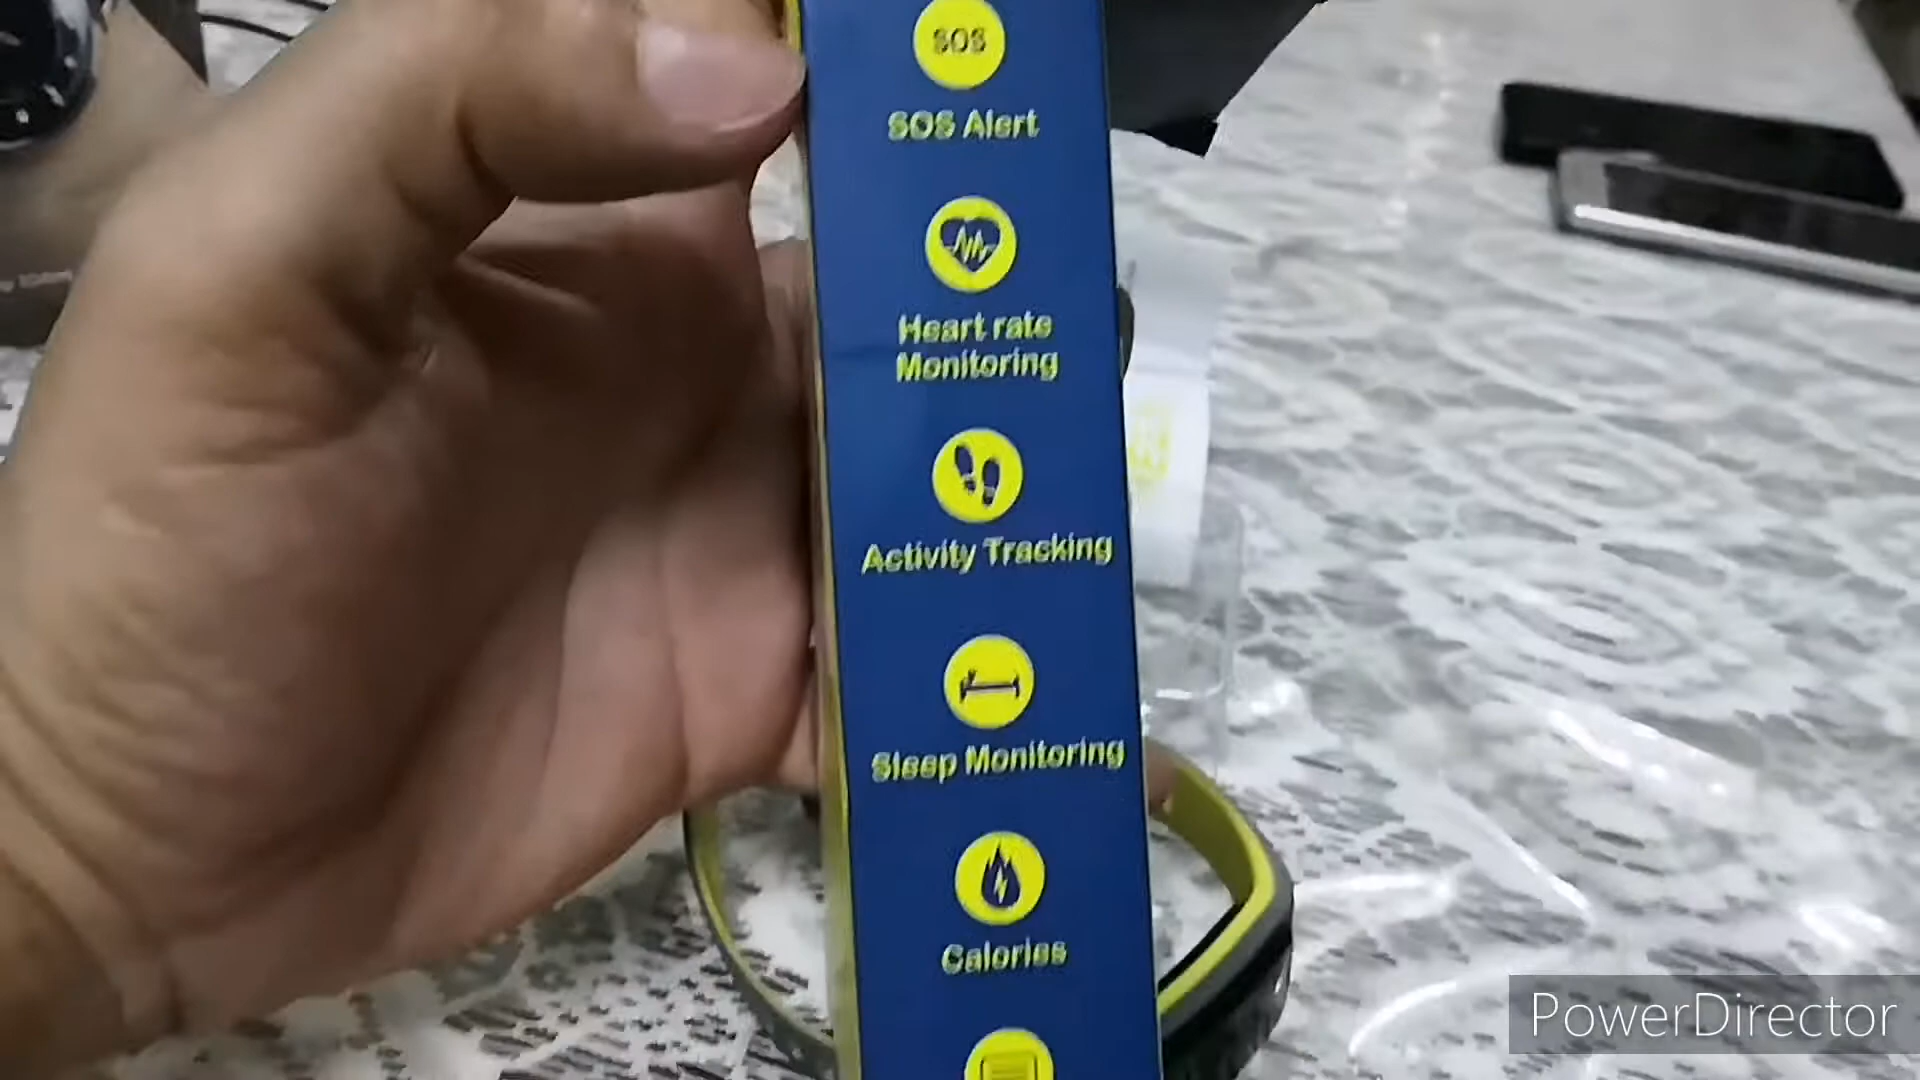 SOS
SOS Alert
Heart rate
Monitoring
Activity Tracking
Sleep Monitoring
Calories
PowerDirector